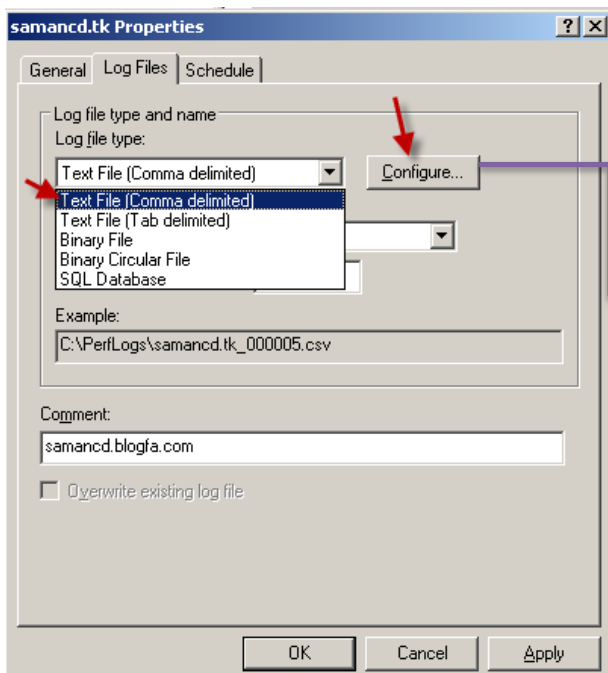 samancd.tk Properties
General Log Files Schedule
Log file type and name
Log file type:
Text File (Comma delimited) Configure...
Text File (Comma delimited)
Text File (Tab delimited)
Binary File
Binary Circular File
SQL Database
Example:
C:\PerfLogs\samancd.tk_000005.csv
Comment:
samancd.blogfa.com
Overwrite existing log file
OK Cancel Apply